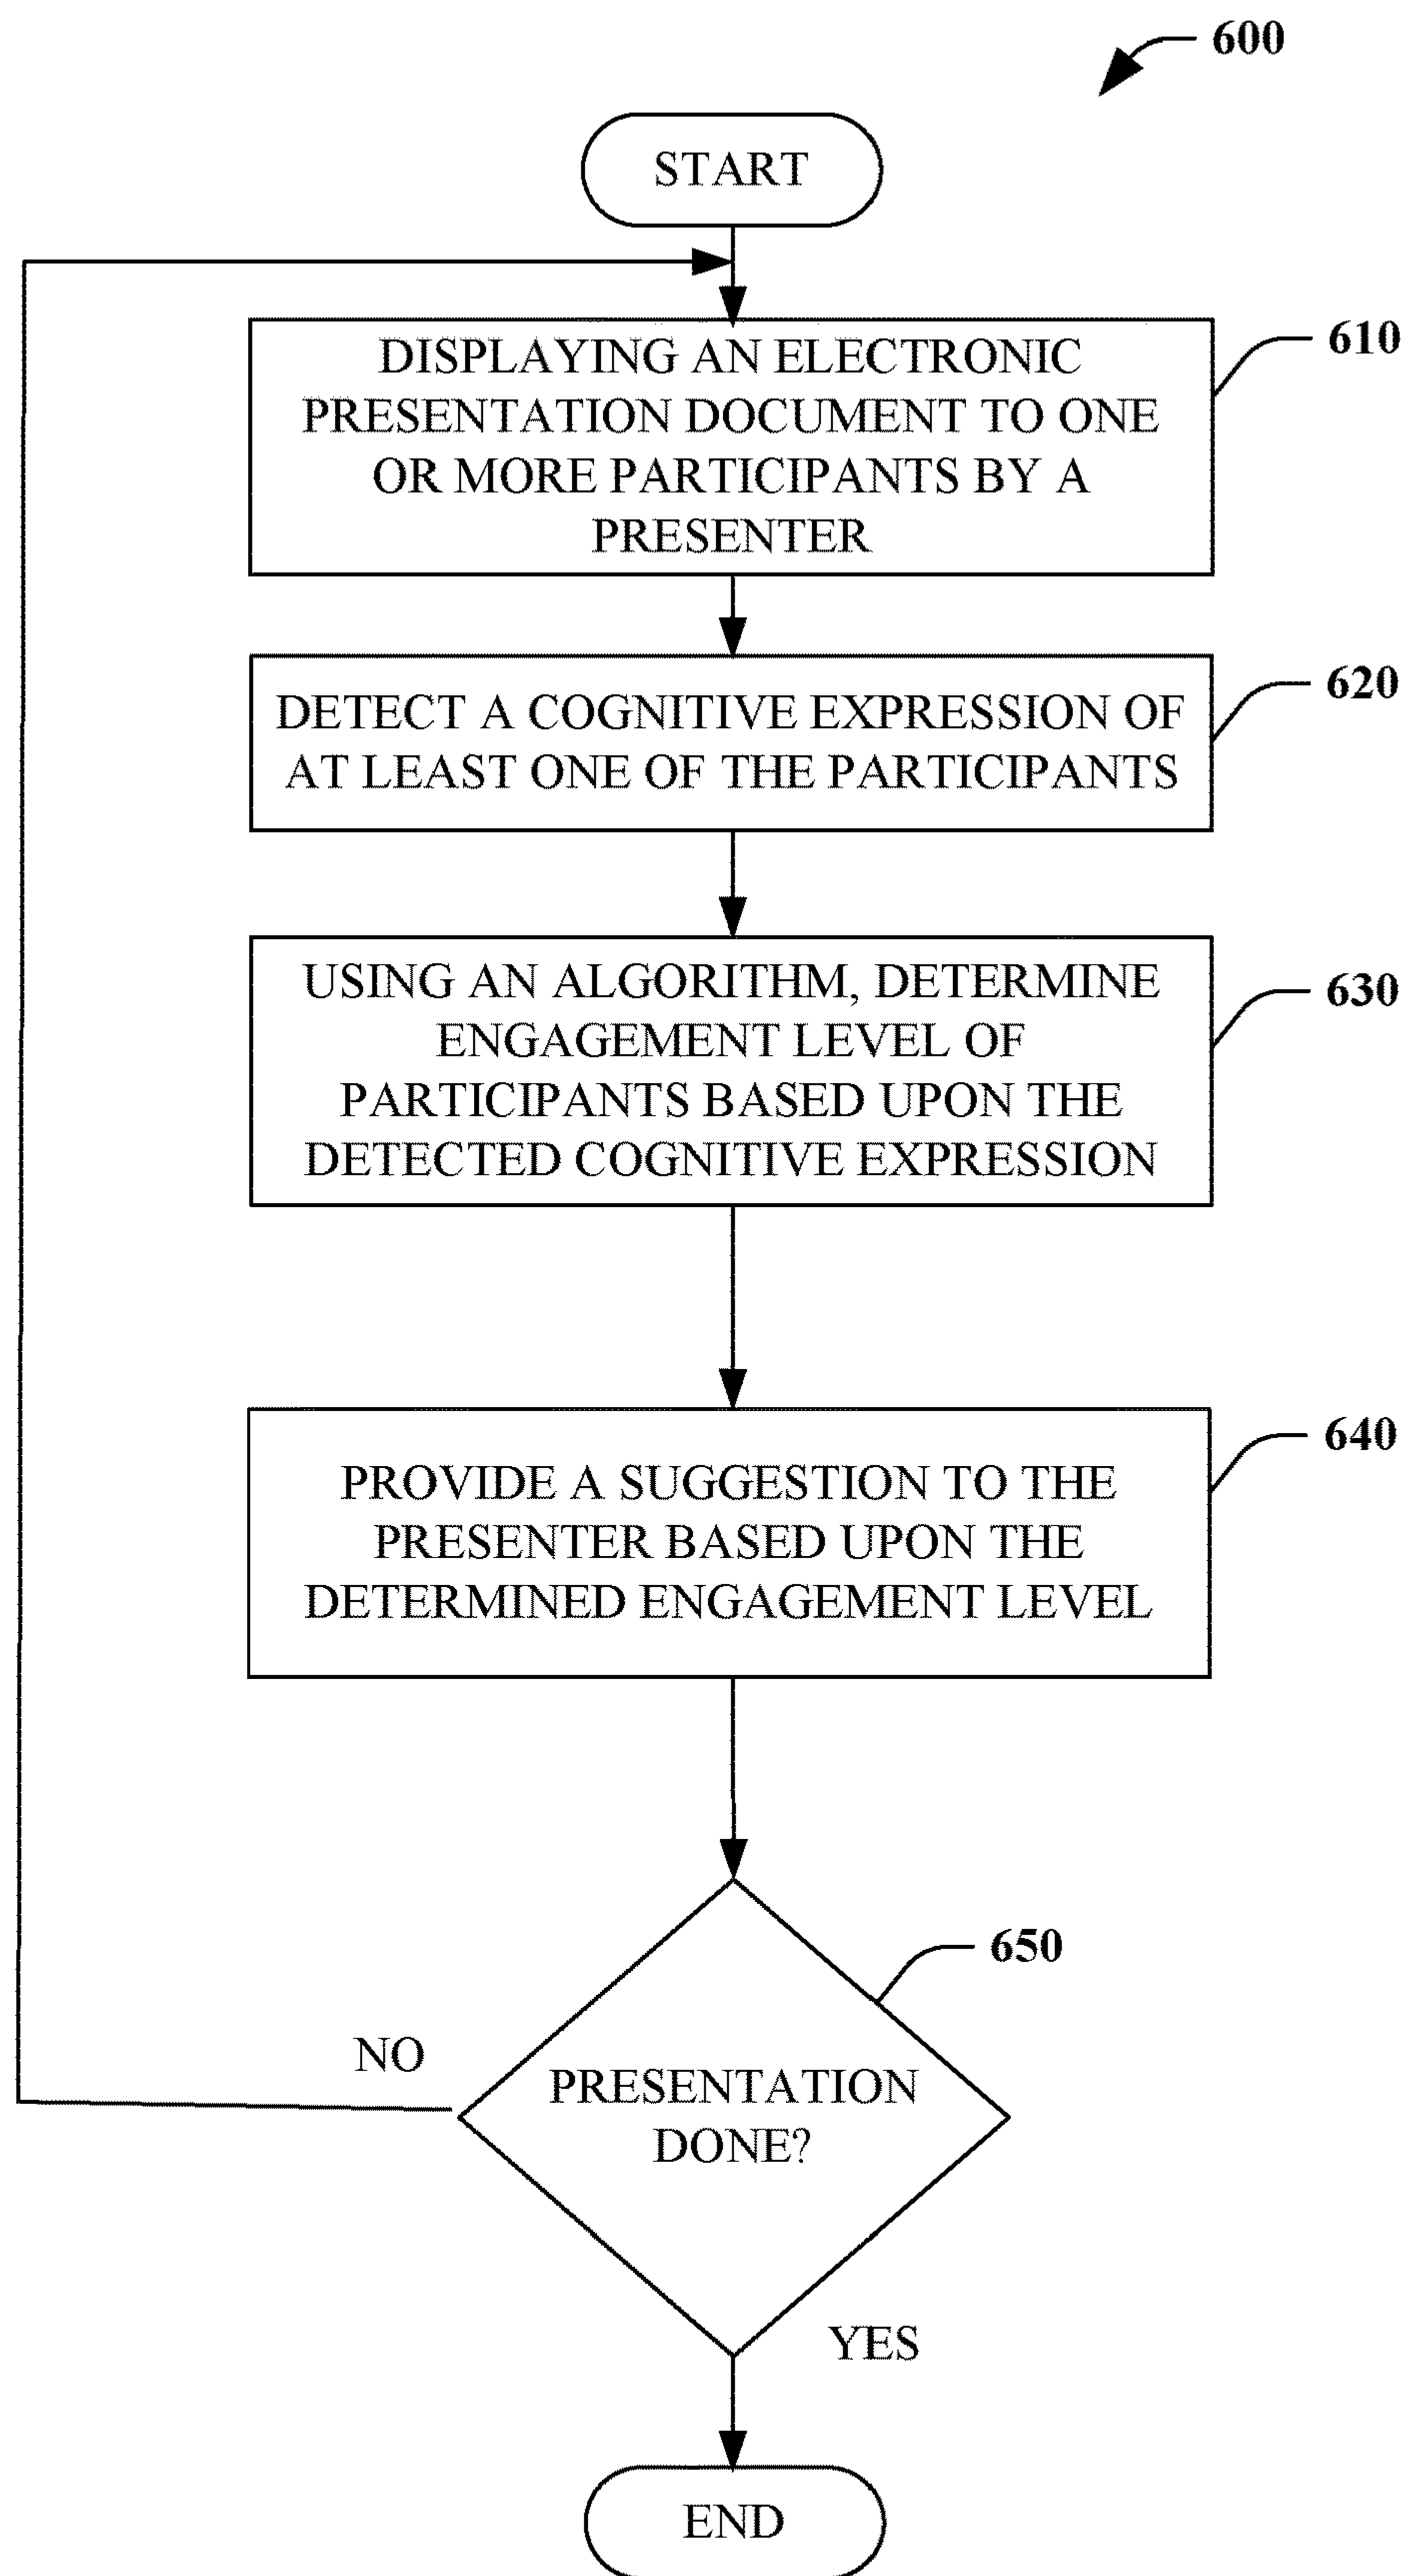 600
START
DISPLAYING AN ELECTRONIC
PRESENTATION DOCUMENT TO ONE
OR MORE PARTICIPANTS BY A
PRESENTER
610
DETECT A COGNITIVE EXPRESSION OF
AT LEAST ONE OF THE PARTICIPANTS
620
USING AN ALGORITHM, DETERMINE
ENGAGEMENT LEVEL OF
PARTICIPANTS BASED UPON THE
DETECTED COGNITIVE EXPRESSION
630
PROVIDE A SUGGESTION TO THE
PRESENTER BASED UPON THE
DETERMINED ENGAGEMENT LEVEL
640
650
NO
PRESENTATION
DONE?
YES
END